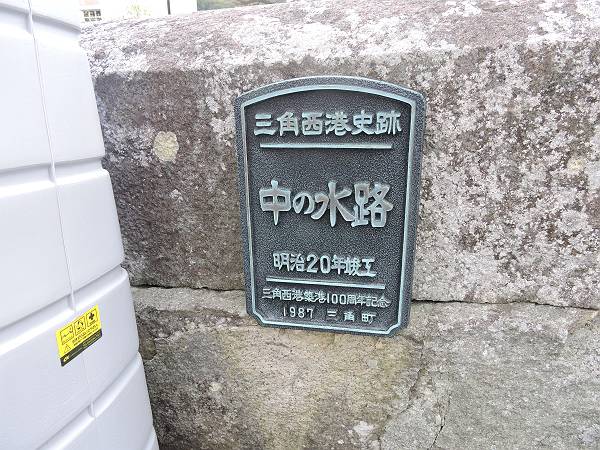 三角西港史跡
中の水路
明治20年竣工
三角西港築港100周年記念
1987 三角町